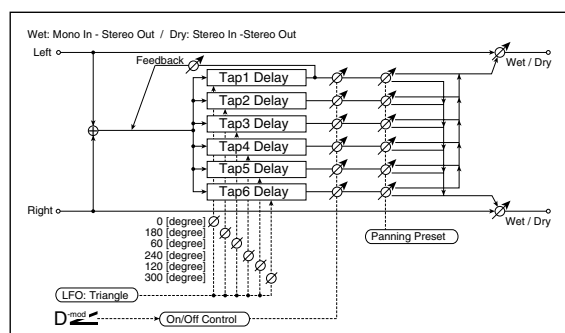 Wet: Mono In - Stereo Out / Dry: Stereo In -Stereo Out
Left
Feedback
Wet / Dry
Tap1 Delay
Tap2 Delay
Tap3 Delay
Tap4 Delay
Tap5 Delay
Tap6 Delay
Right
Wet / Dry
0 [degree]
180 [degree]
60 [degree]
240 [degree]
120 [degree]
300 [degree]
Panning Preset
LFO: Triangle
D-mod
On/Off Control